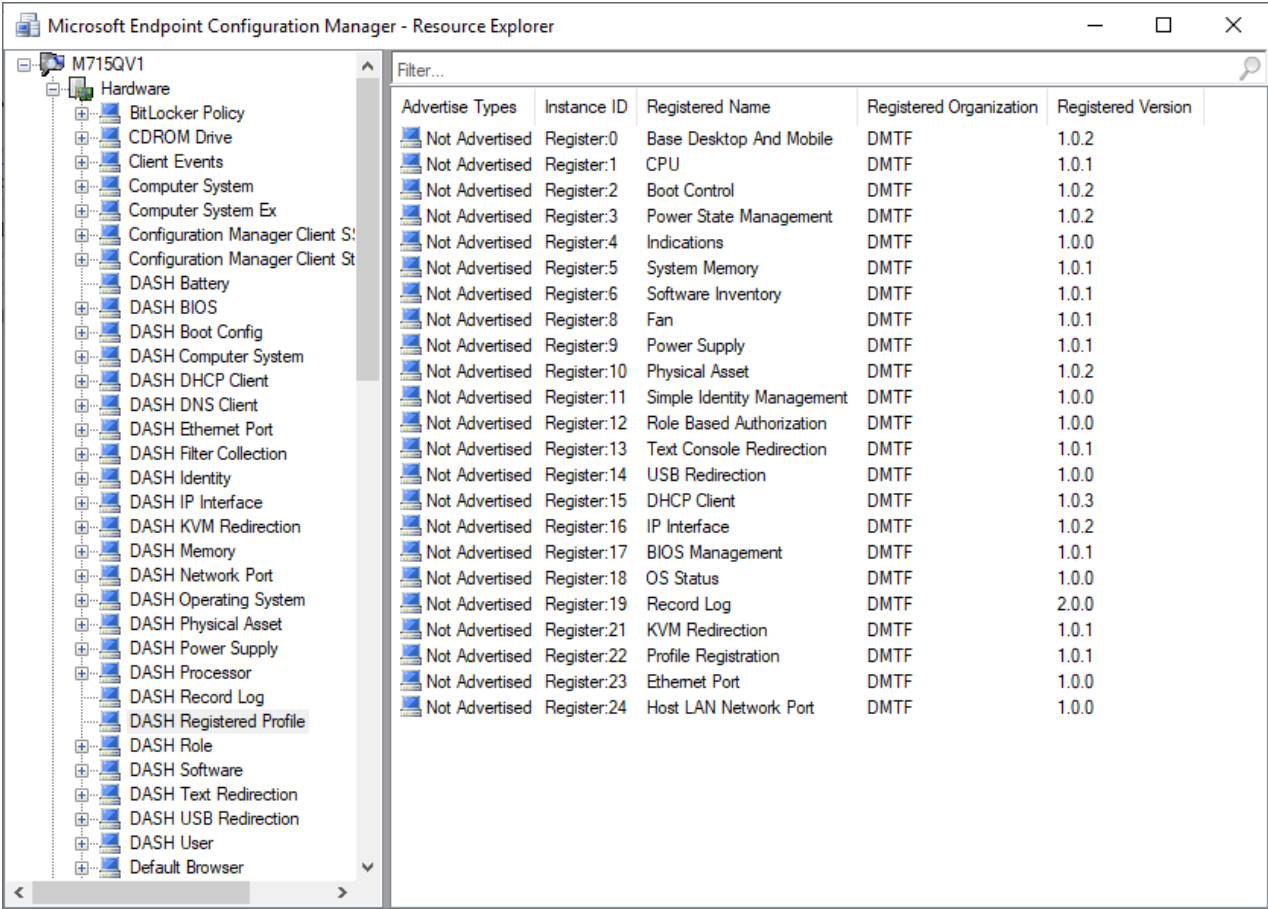 Microsoft Endpoint Configuration Manager - Resource Explorer
M715QV1
Hardware
BitLocker Policy
CDROM Drive
Client Events
Computer System
Computer System Ex
Configuration Manager Client S
Configuration Manager Client St
DASH Battery
DASH BIOS
DASH Boot Config
DASH Computer System
DASH DHCP Client
DASH DNS Client
DASH Ethernet Port
DASH Filter Collection
DASH Identity
DASH IP Interface
DASH KVM Redirection
DASH Memory
DASH Network Port
DASH Operating System
DASH Physical Asset
DASH Power Supply
DASH Processor
DASH Record Log
DASH Registered Profile
DASH Role
DASH Software
DASH Text Redirection
DASH USB Redirection
DASH User
Default Browser
Filter...
Advertise Types Instance ID Registered Name Registered Organization Registered Version
Not Advertised Register:0 Base Desktop And Mobile DMTF 1.0.2
Not Advertised Register:1 CPU DMTF 1.0.1
Not Advertised Register:2 Boot Control DMTF 1.0.2
Not Advertised Register:3 Power State Management DMTF 1.0.2
Not Advertised Register:4 Indications DMTF 1.0.0
Not Advertised Register:5 System Memory DMTF 1.0.1
Not Advertised Register:6 Software Inventory DMTF 1.0.1
Not Advertised Register:8 Fan DMTF 1.0.1
Not Advertised Register:9 Power Supply DMTF 1.0.1
Not Advertised Register:10 Physical Asset DMTF 1.0.2
Not Advertised Register:11 Simple Identity Management DMTF 1.0.0
Not Advertised Register:12 Role Based Authorization DMTF 1.0.0
Not Advertised Register:13 Text Console Redirection DMTF 1.0.1
Not Advertised Register:14 USB Redirection DMTF 1.0.0
Not Advertised Register:15 DHCP Client DMTF 1.0.3
Not Advertised Register:16 IP Interface DMTF 1.0.2
Not Advertised Register:17 BIOS Management DMTF 1.0.1
Not Advertised Register:18 OS Status DMTF 1.0.0
Not Advertised Register:19 Record Log DMTF 2.0.0
Not Advertised Register:21 KVM Redirection DMTF 1.0.1
Not Advertised Register:22 Profile Registration DMTF 1.0.1
Not Advertised Register:23 Ethernet Port DMTF 1.0.0
Not Advertised Register:24 Host LAN Network Port DMTF 1.0.0